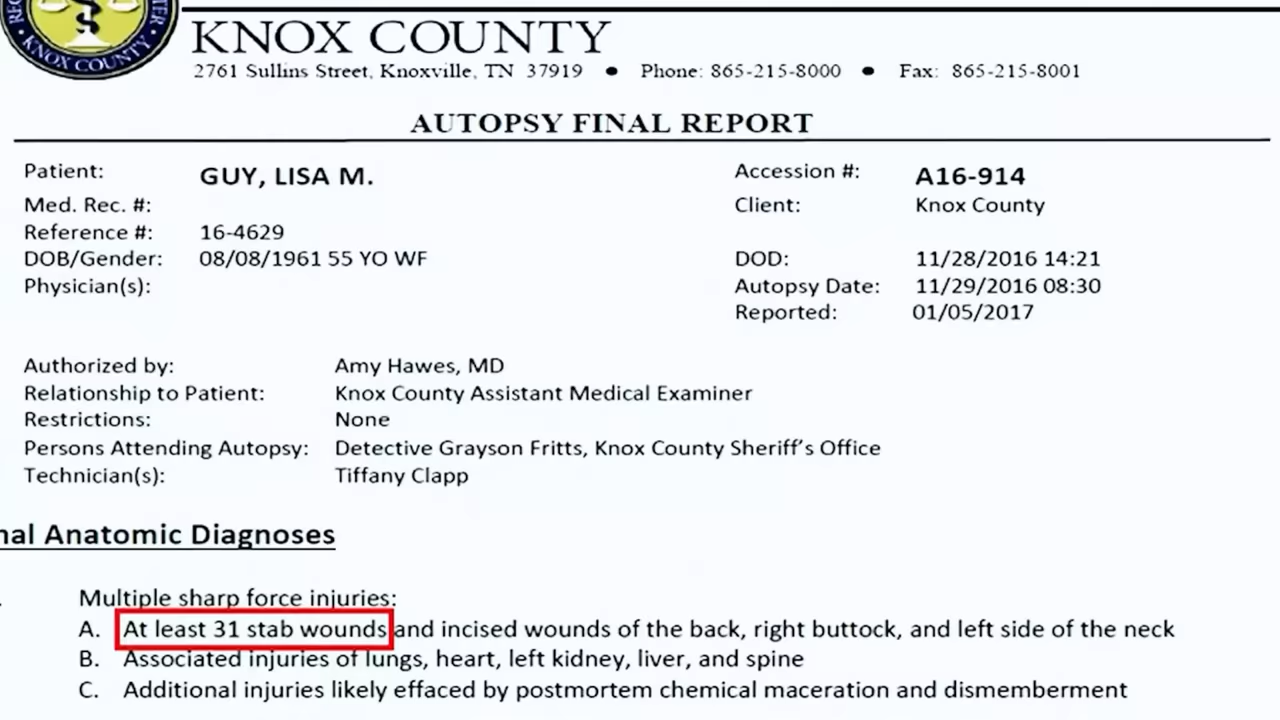 KNOX COUNTY
KNOX COUNTY
2761 Sullins Street, Knoxville, TN 37919 ● Phone: 865-215-8000 ● Fax: 865-215-8001
AUTOPSY FINAL REPORT
Patient: GUY, LISA M. Accession #: A16-914
Med. Rec. #: Client: Knox County
Reference #: 16-4629
DOB/Gender: 08/08/1961 55 YO WF DOD: 11/28/2016 14:21
Physician(s): Autopsy Date: 11/29/2016 08:30
Reported: 01/05/2017
Authorized by: Amy Hawes, MD
Relationship to Patient: Knox County Assistant Medical Examiner
Restrictions: None
Persons Attending Autopsy: Detective Grayson Fritts, Knox County Sheriff's Office
Technician(s): Tiffany Clapp
nal Anatomic Diagnoses
Multiple sharp force injuries:
A. At least 31 stab wounds and incised wounds of the back, right buttock, and left side of the neck
B. Associated injuries of lungs, heart, left kidney, liver, and spine
C. Additional injuries likely effaced by postmortem chemical maceration and dismemberment